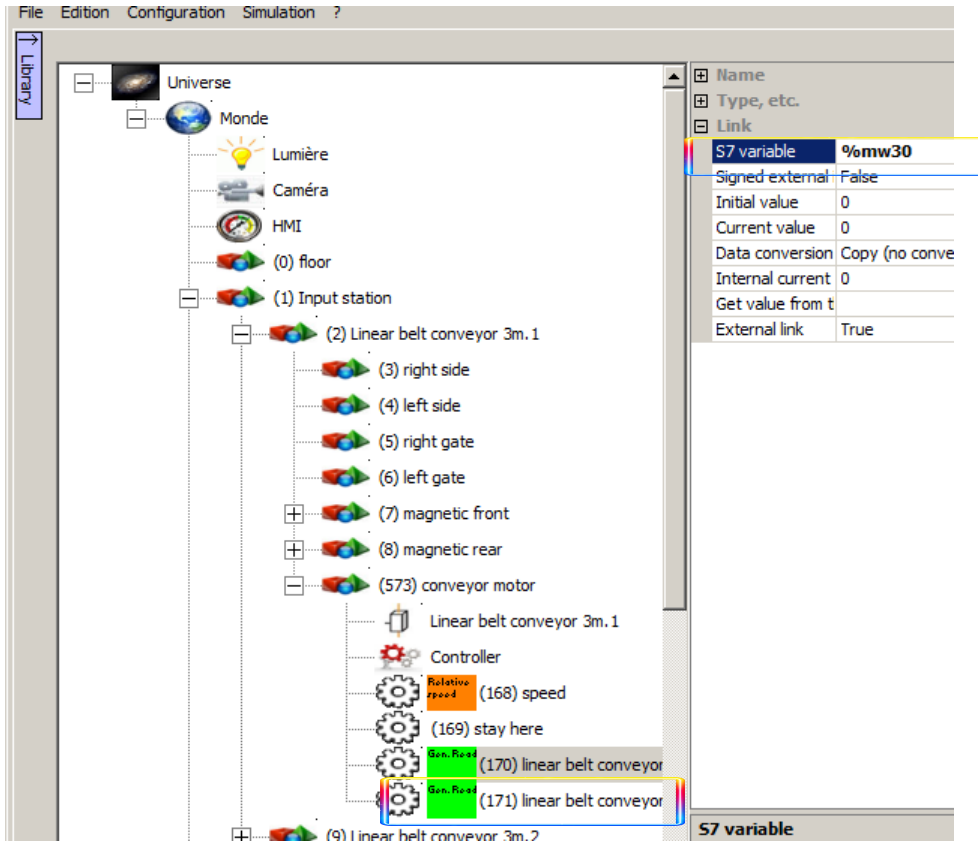 File Edition Configuration Simulation ?
Library
Universe
Monde
Lumière
Caméra
HMI
(0) floor
(1) Input station
(2) Linear belt conveyor 3m.1
(3) right side
(4) left side
(5) right gate
(6) left gate
(7) magnetic front
(8) magnetic rear
(573) conveyor motor
Linear belt conveyor 3m.1
Controller
Relative speed (168) speed
(169) stay here
Gen.Read (170) linear belt conveyor
Gen.Read (171) linear belt conveyor
(9) Linear belt conveyor 3m.2
Name
Type, etc.
Link
S7 variable %mw30
Signed external False
Initial value 0
Current value 0
Data conversion Copy (no conve
Internal current 0
Get value from t
External link True
S7 variable